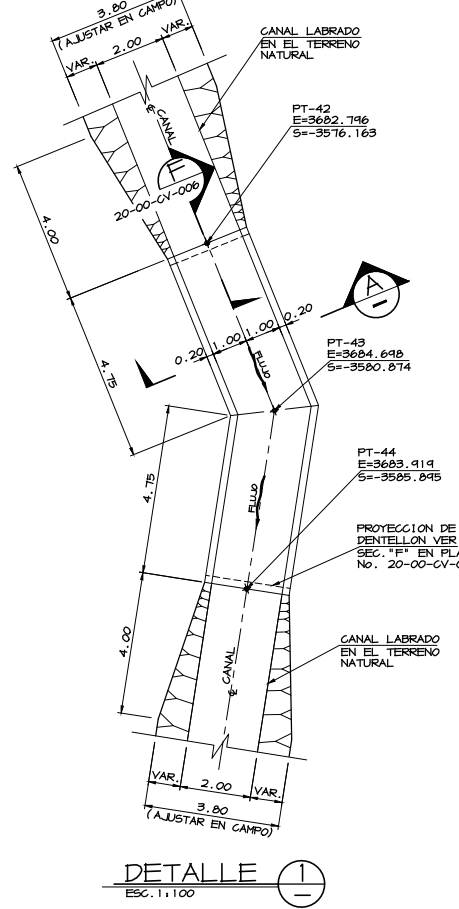 3.80
(AJUSTAR EN CAMPO)
VAR.
2.00
VAR.
CANAL LABRADO
EN EL TERRENO
NATURAL
PT-42
E=3682.796
S=-3576.163
℄ CANAL
F
20-00-CV-006
4.00
A
0.20
1.00
1.00
0.20
4.75
FLUJO
PT-43
E=3684.698
S=-3580.874
4.75
FLUJO
PT-44
E=3683.919
S=-3585.895
PROYECCION DE
DENTELLON VER
SEC. "F" EN PLA
No. 20-00-CV-0
4.00
℄ CANAL
CANAL LABRADO
EN EL TERRENO
NATURAL
VAR.
2.00
VAR.
3.80
(AJUSTAR EN CAMPO)
DETALLE 1
ESC. 1:100